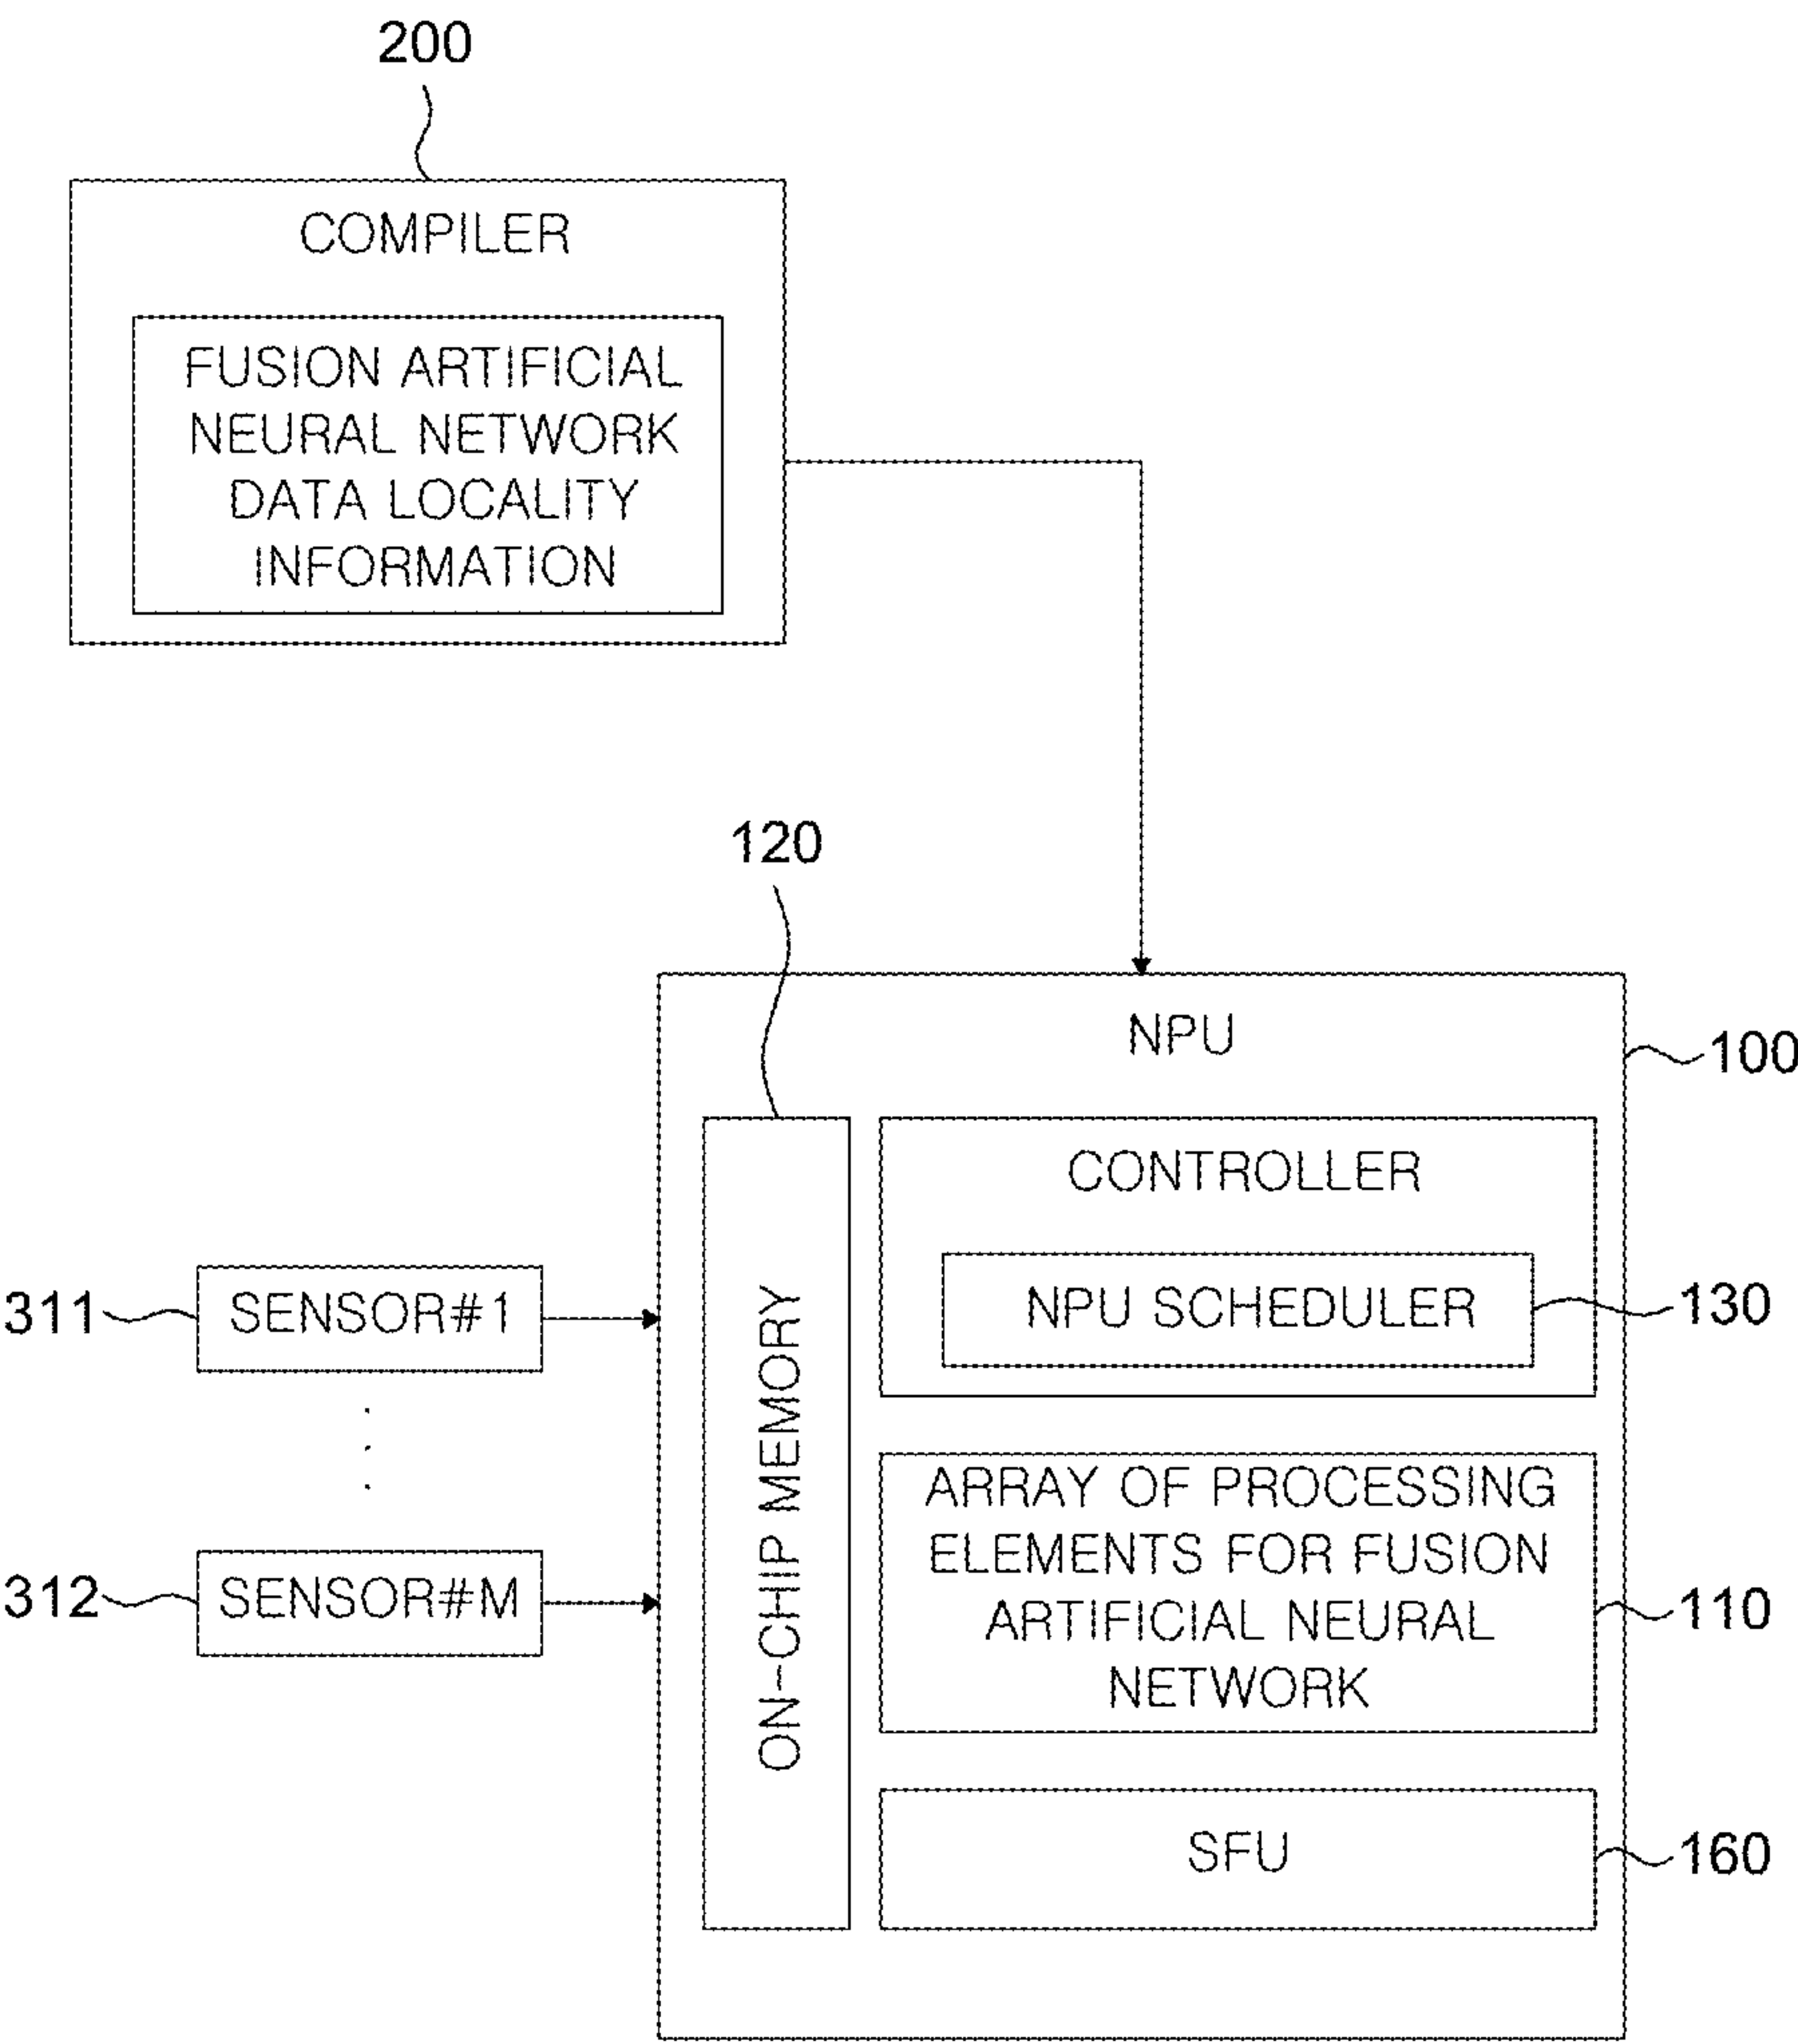 200
COMPILER
FUSION ARTIFICIAL
NEURAL NETWORK
DATA LOCALITY
INFORMATION
120
NPU
100
CONTROLLER
NPU SCHEDULER
130
311
SENSOR#1
312
SENSOR#M
ON-CHIP MEMORY
ARRAY OF PROCESSING
ELEMENTS FOR FUSION
ARTIFICIAL NEURAL
NETWORK
110
SFU
160